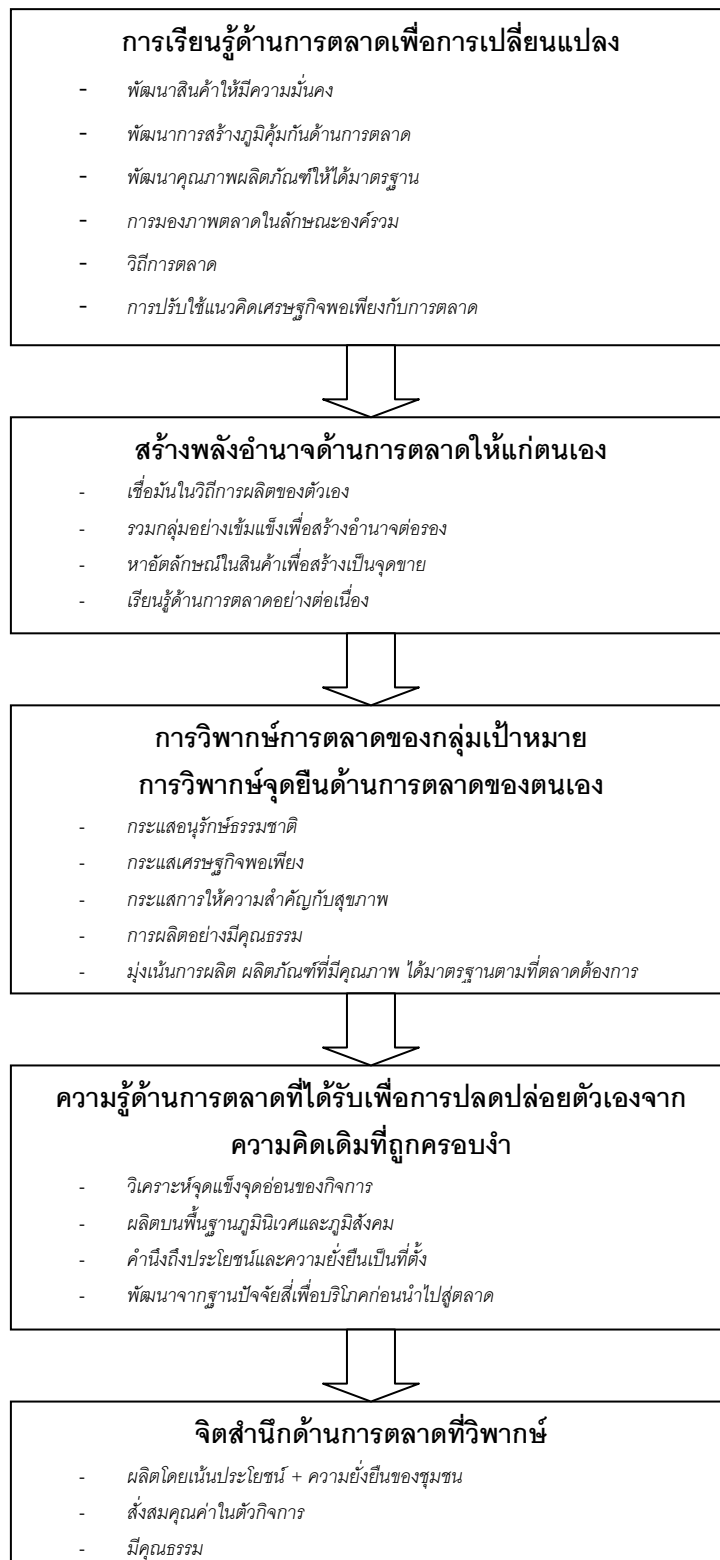 การเรียนรู้ด้านการตลาดเพื่อการเปลี่ยนแปลง
- พัฒนาสินค้าให้มีความมั่นคง
- พัฒนาการสร้างภูมิคุ้มกันด้านการตลาด
- พัฒนาคุณภาพผลิตภัณฑ์ให้ได้มาตรฐาน
- การมองภาพตลาดในลักษณะองค์รวม
- วิถีการตลาด
- การปรับใช้แนวคิดเศรษฐกิจพอเพียงกับการตลาด
สร้างพลังอำนาจด้านการตลาดให้แก่ตนเอง
- เชื่อมั่นในวิถีการผลิตของตัวเอง
- รวมกลุ่มอย่างเข้มแข็งเพื่อสร้างอำนาจต่อรอง
- หาอัตลักษณ์ในสินค้าเพื่อสร้างเป็นจุดขาย
- เรียนรู้ด้านการตลาดอย่างต่อเนื่อง
การวิพากษ์การตลาดของกลุ่มเป้าหมาย
การวิพากษ์จุดยืนด้านการตลาดของตนเอง
- กระแสอนุรักษ์ธรรมชาติ
- กระแสเศรษฐกิจพอเพียง
- กระแสการให้ความสำคัญกับสุขภาพ
- การผลิตอย่างมีคุณธรรม
- มุ่งเน้นการผลิต ผลิตภัณฑ์ที่มีคุณภาพ ได้มาตรฐานตามที่ตลาดต้องการ
ความรู้ด้านการตลาดที่ได้รับเพื่อการปลดปล่อยตัวเองจาก
ความคิดเดิมที่ถูกครอบงำ
- วิเคราะห์จุดแข็งจุดอ่อนของกิจการ
- ผลิตบนพื้นฐานภูมินิเวศและภูมิสังคม
- คำนึงถึงประโยชน์และความยั่งยืนเป็นที่ตั้ง
- พัฒนาจากฐานปัจจัยสี่เพื่อบริโภคก่อนนำไปสู่ตลาด
จิตสำนึกด้านการตลาดที่วิพากษ์
- ผลิตโดยเน้นประโยชน์ + ความยั่งยืนของชุมชน
- สั่งสมคุณค่าในตัวกิจการ
- มีคุณธรรม